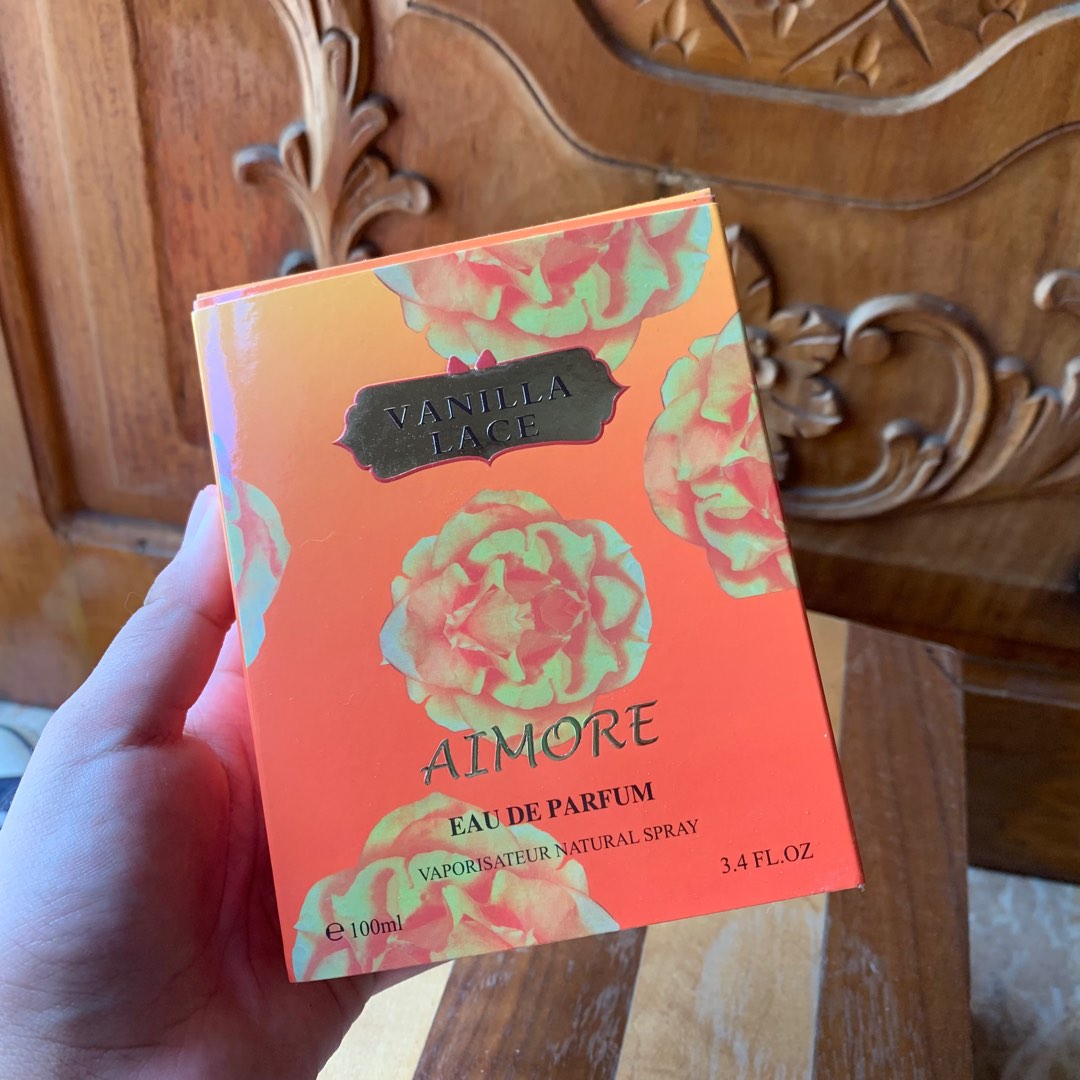 VANILLA
LACE
AIMORE
EAU DE PARFUM
VAPORISATEUR NATURAL SPRAY
℮ 100ml
3.4 FL.OZ